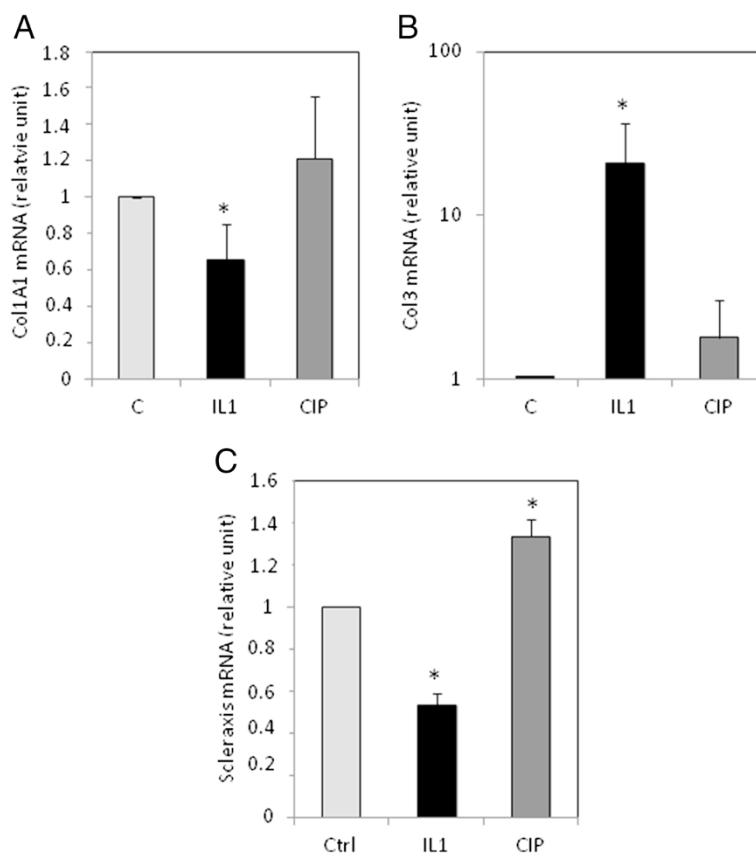 A
Col1A1 mRNA (relatvie unit)
1.8
1.6
1.4
1.2
1
0.8
0.6
0.4
0.2
0
*
C IL1 CIP
B
Col3 mRNA (relative unit)
100
10
1
*
C IL1 CIP
C
Scleraxis mRNA (relative unit)
1.6
1.4
1.2
1
0.8
0.6
0.4
0.2
0
*
*
Ctrl IL1 CIP